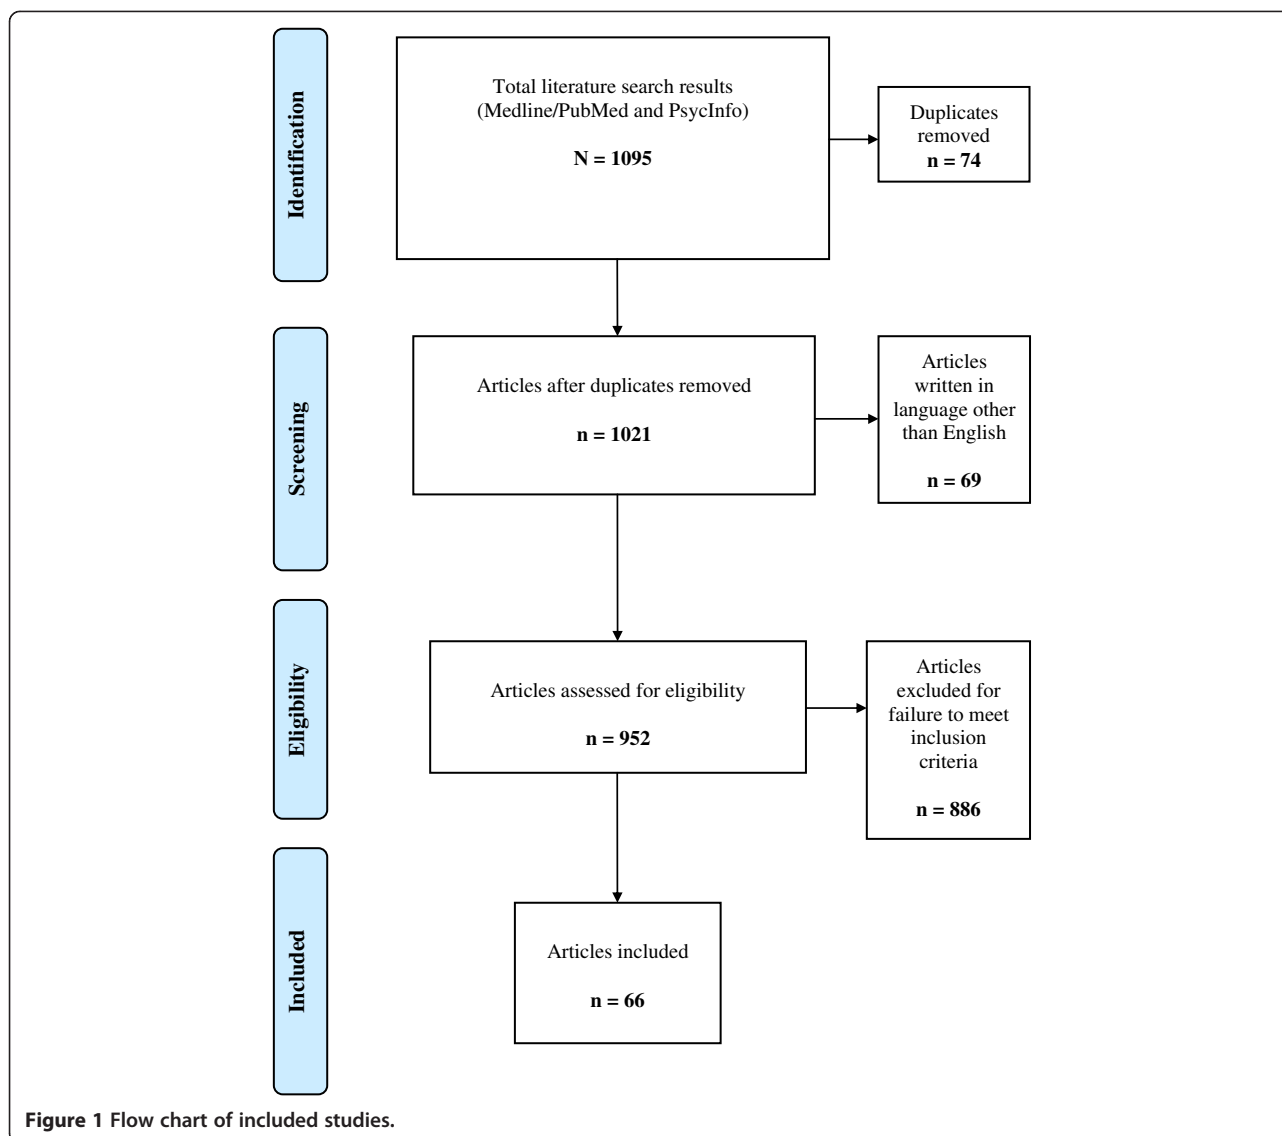 Identification
Total literature search results
(Medline/PubMed and PsycInfo)
N = 1095
Duplicates
removed
n = 74
Screening
Articles after duplicates removed
n = 1021
Articles
written in
language other
than English
n = 69
Eligibility
Articles assessed for eligibility
n = 952
Articles
excluded for
failure to meet
inclusion
criteria
n = 886
Included
Articles included
n = 66
Figure 1 Flow chart of included studies.